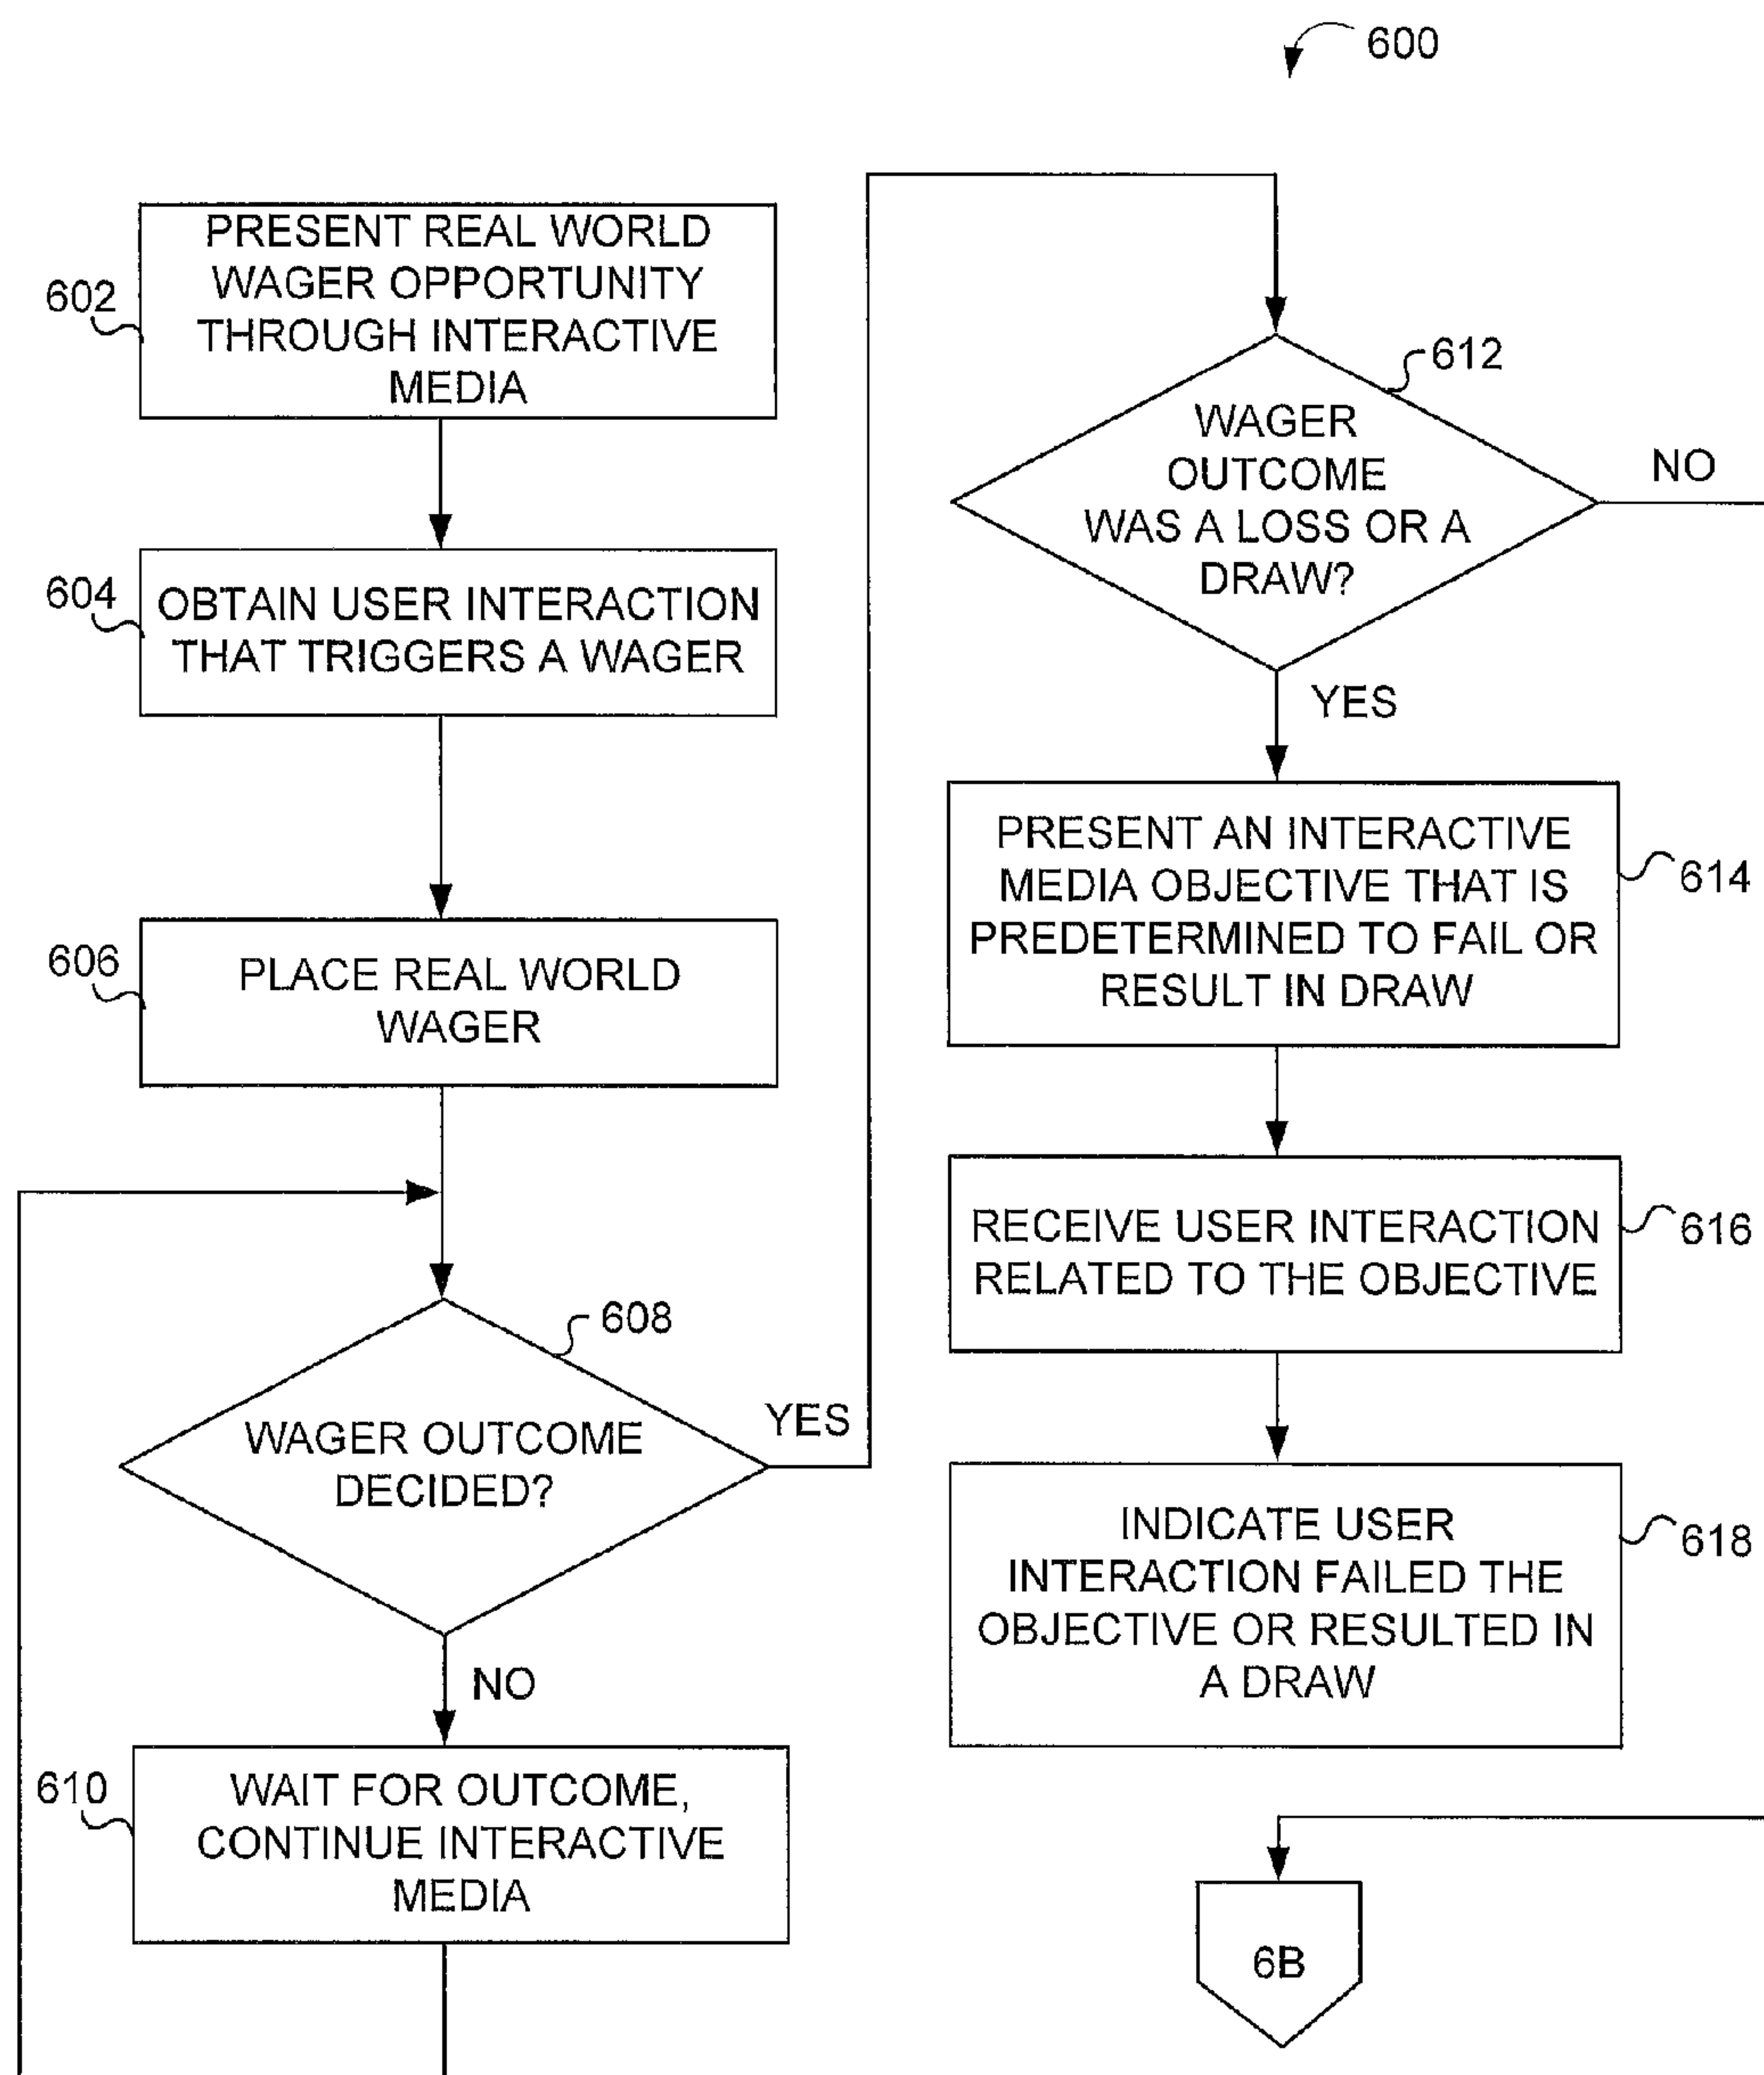 600
602
PRESENT REAL WORLD
WAGER OPPORTUNITY
THROUGH INTERACTIVE
MEDIA
604
OBTAIN USER INTERACTION
THAT TRIGGERS A WAGER
606
PLACE REAL WORLD
WAGER
608
WAGER OUTCOME
DECIDED?
YES
NO
610
WAIT FOR OUTCOME,
CONTINUE INTERACTIVE
MEDIA
612
WAGER
OUTCOME
WAS A LOSS OR A
DRAW?
NO
YES
614
PRESENT AN INTERACTIVE
MEDIA OBJECTIVE THAT IS
PREDETERMINED TO FAIL OR
RESULT IN DRAW
616
RECEIVE USER INTERACTION
RELATED TO THE OBJECTIVE
618
INDICATE USER
INTERACTION FAILED THE
OBJECTIVE OR RESULTED IN
A DRAW
6B